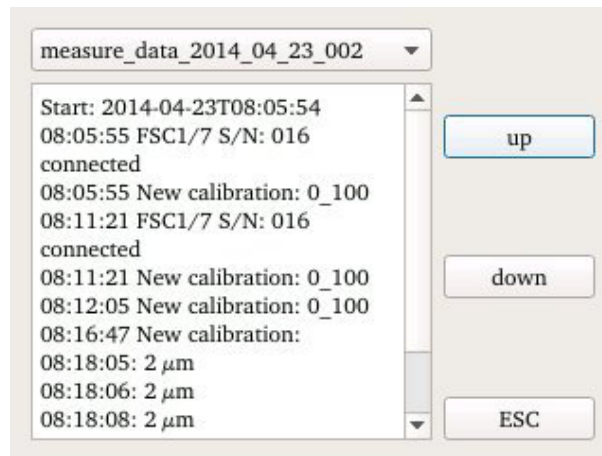 measure_data_2014_04_23_002
Start: 2014-04-23T08:05:54
08:05:55 FSC1/7 S/N: 016
connected
08:05:55 New calibration: 0_100
08:11:21 FSC1/7 S/N: 016
connected
08:11:21 New calibration: 0_100
08:12:05 New calibration: 0_100
08:16:47 New calibration:
08:18:05: 2 μm
08:18:06: 2 μm
08:18:08: 2 μm
up
down
ESC